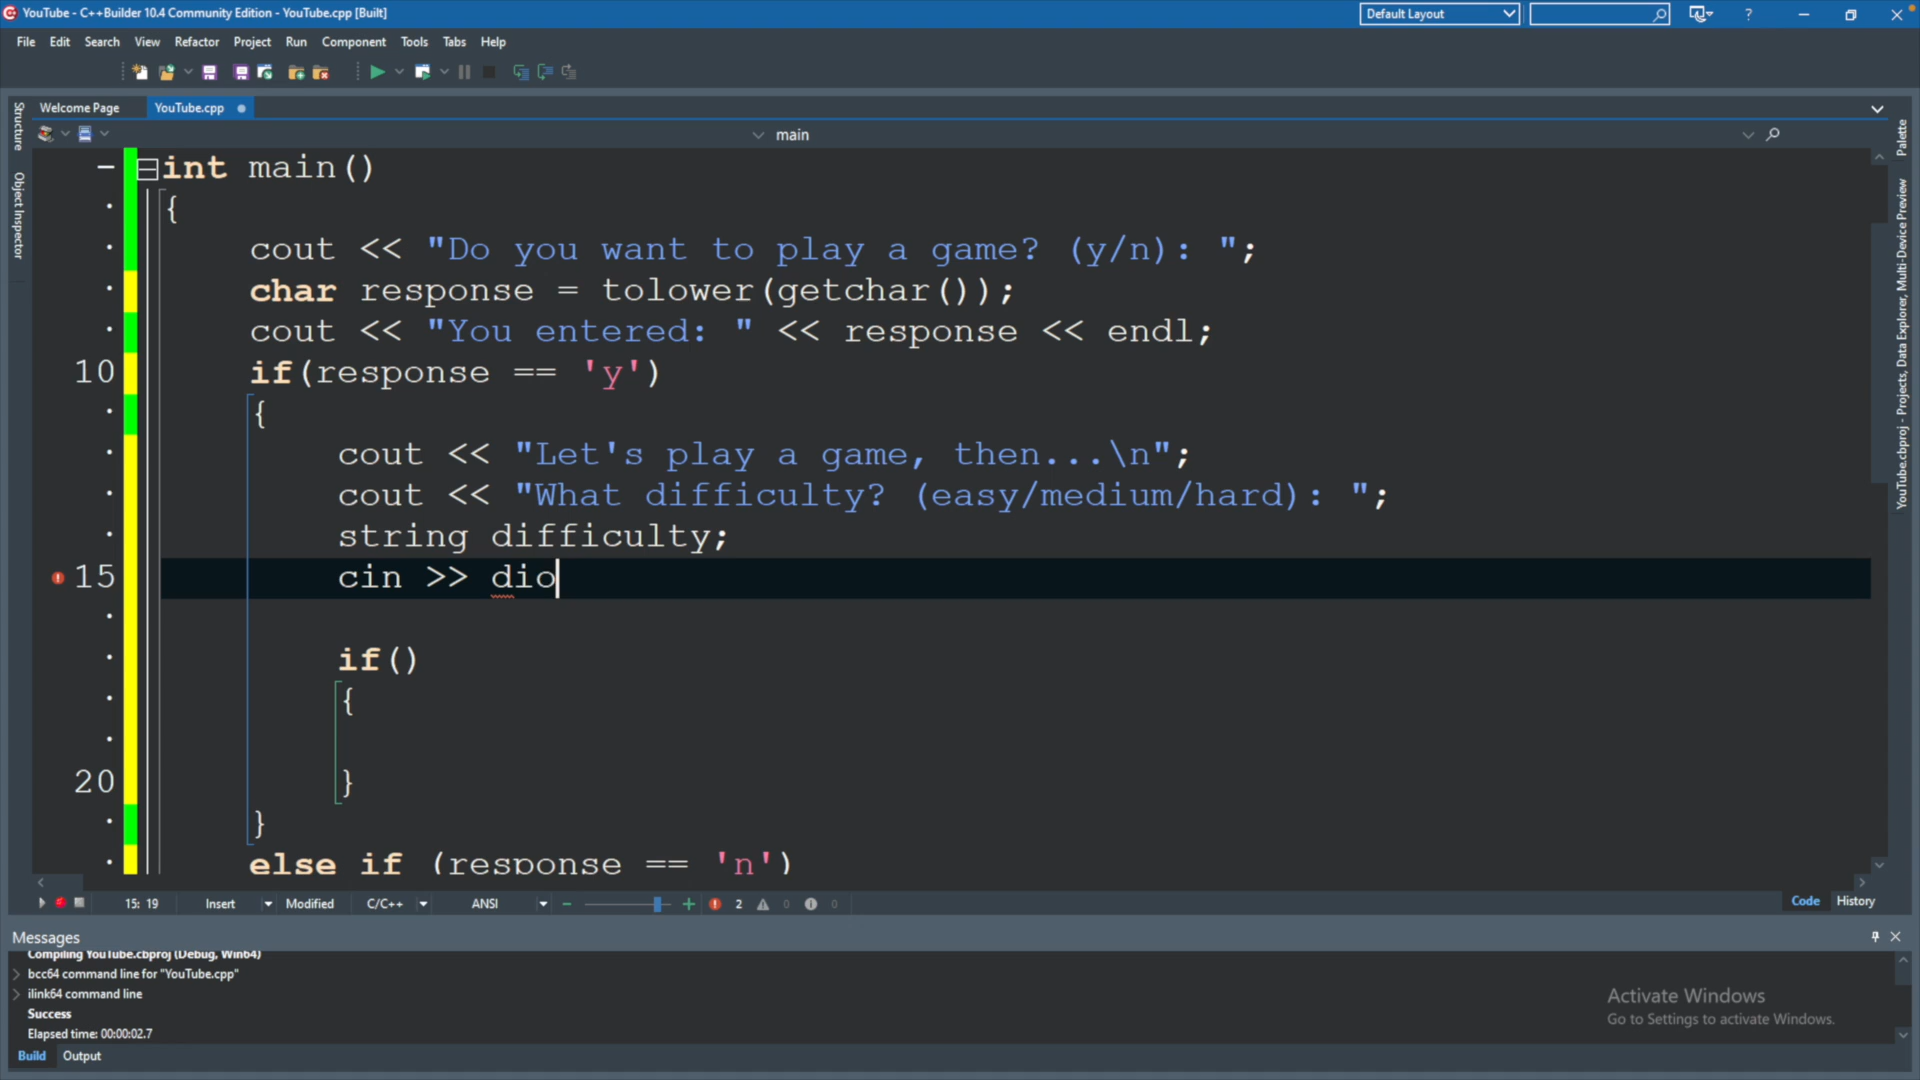 YouTube - C++Builder 10.4 Community Edition - YouTube.cpp [Built]
Default Layout
?
File Edit Search View Refactor Project Run Component Tools Tabs Help
Welcome Page YouTube.cpp
main
Structure
Object Inspector
Palette
YouTube.cbproj - Projects, Data Explorer, Multi-Device Preview
int main()
{
cout << "Do you want to play a game? (y/n): ";
char response = tolower(getchar());
cout << "You entered: " << response << endl;
10 if(response == 'y')
{
cout << "Let's play a game, then...\n";
cout << "What difficulty? (easy/medium/hard): ";
string difficulty;
15 cin >> dio
if()
{
20 }
}
else if (response == 'n')
15: 19 Insert Modified C/C++ ANSI 2 0 0
Code History
Messages
Compiling YouTube.cbproj (Debug, Win64)
bcc64 command line for "YouTube.cpp"
ilink64 command line
Success
Elapsed time: 00:00:02.7
Build Output
Activate Windows
Go to Settings to activate Windows.